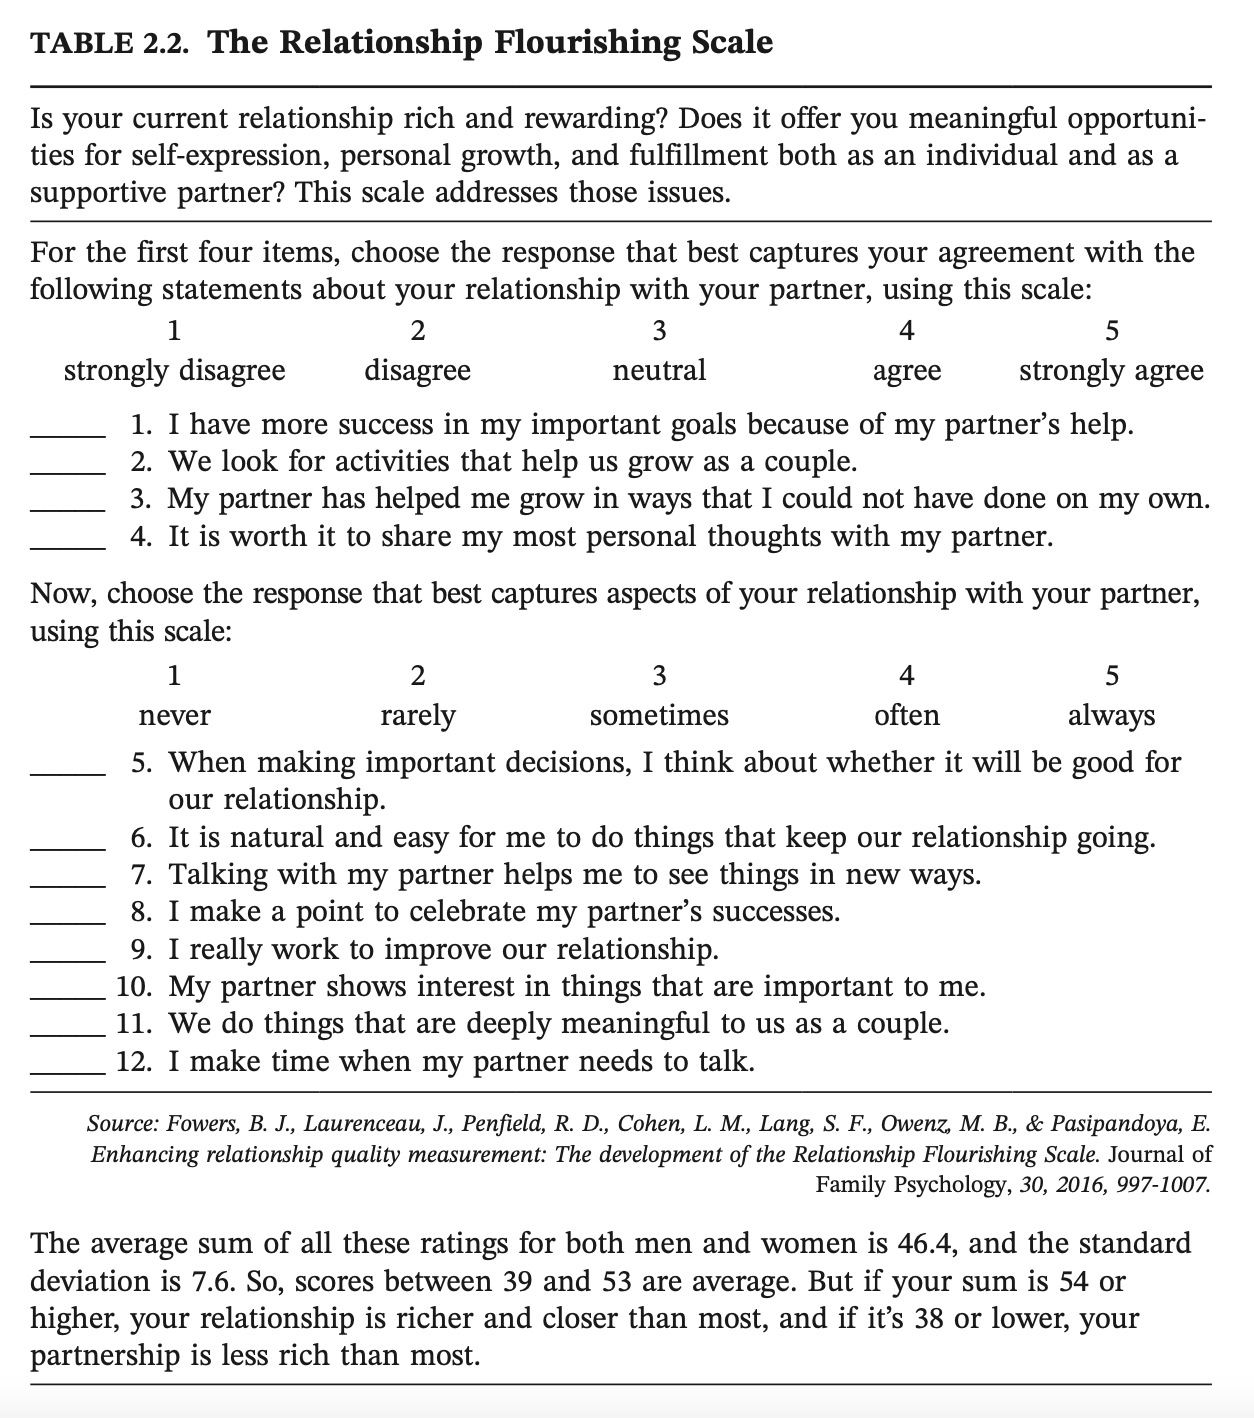 TABLE 2.2. The Relationship Flourishing Scale
Is your current relationship rich and rewarding? Does it offer you meaningful opportuni-
ties for self-expression, personal growth, and fulfillment both as an individual and as a
supportive partner? This scale addresses those issues.
For the first four items, choose the response that best captures your agreement with the
following statements about your relationship with your partner, using this scale:
1 2 3 4 5
strongly disagree disagree neutral agree strongly agree
_____ 1. I have more success in my important goals because of my partner’s help.
_____ 2. We look for activities that help us grow as a couple.
_____ 3. My partner has helped me grow in ways that I could not have done on my own.
_____ 4. It is worth it to share my most personal thoughts with my partner.
Now, choose the response that best captures aspects of your relationship with your partner,
using this scale:
1 2 3 4 5
never rarely sometimes often always
_____ 5. When making important decisions, I think about whether it will be good for
our relationship.
_____ 6. It is natural and easy for me to do things that keep our relationship going.
_____ 7. Talking with my partner helps me to see things in new ways.
_____ 8. I make a point to celebrate my partner’s successes.
_____ 9. I really work to improve our relationship.
_____ 10. My partner shows interest in things that are important to me.
_____ 11. We do things that are deeply meaningful to us as a couple.
_____ 12. I make time when my partner needs to talk.
Source: Fowers, B. J., Laurenceau, J., Penfield, R. D., Cohen, L. M., Lang, S. F., Owenz, M. B., & Pasipandoya, E.
Enhancing relationship quality measurement: The development of the Relationship Flourishing Scale. Journal of
Family Psychology, 30, 2016, 997-1007.
The average sum of all these ratings for both men and women is 46.4, and the standard
deviation is 7.6. So, scores between 39 and 53 are average. But if your sum is 54 or
higher, your relationship is richer and closer than most, and if it’s 38 or lower, your
partnership is less rich than most.